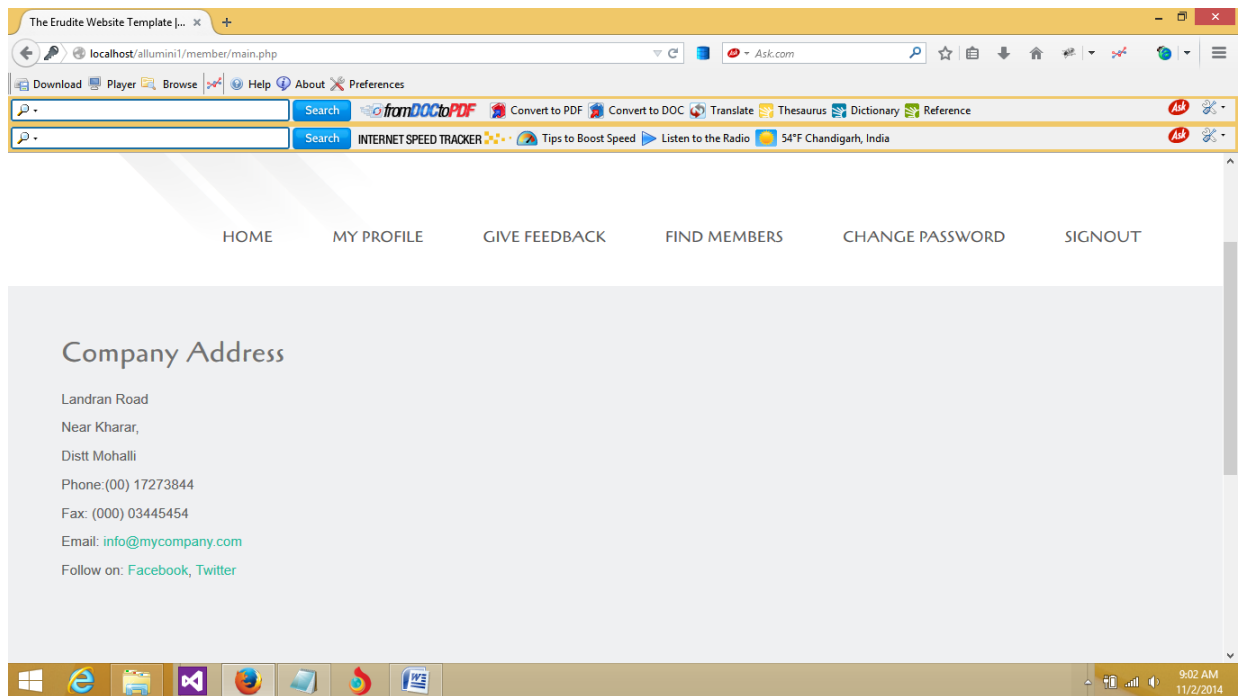 The Erudite Website Template |... × +
localhost/allumini1/member/main.php Ask.com
Download Player Browse Help About Preferences
Search fromDOCtoPDF Convert to PDF Convert to DOC Translate Thesaurus Dictionary Reference Ask
Search INTERNET SPEED TRACKER Tips to Boost Speed Listen to the Radio 54°F Chandigarh, India Ask
HOME MY PROFILE GIVE FEEDBACK FIND MEMBERS CHANGE PASSWORD SIGNOUT
Company Address
Landran Road
Near Kharar,
Distt Mohalli
Phone:(00) 17273844
Fax: (000) 03445454
Email: info@mycompany.com
Follow on: Facebook, Twitter
9:02 AM
11/2/2014